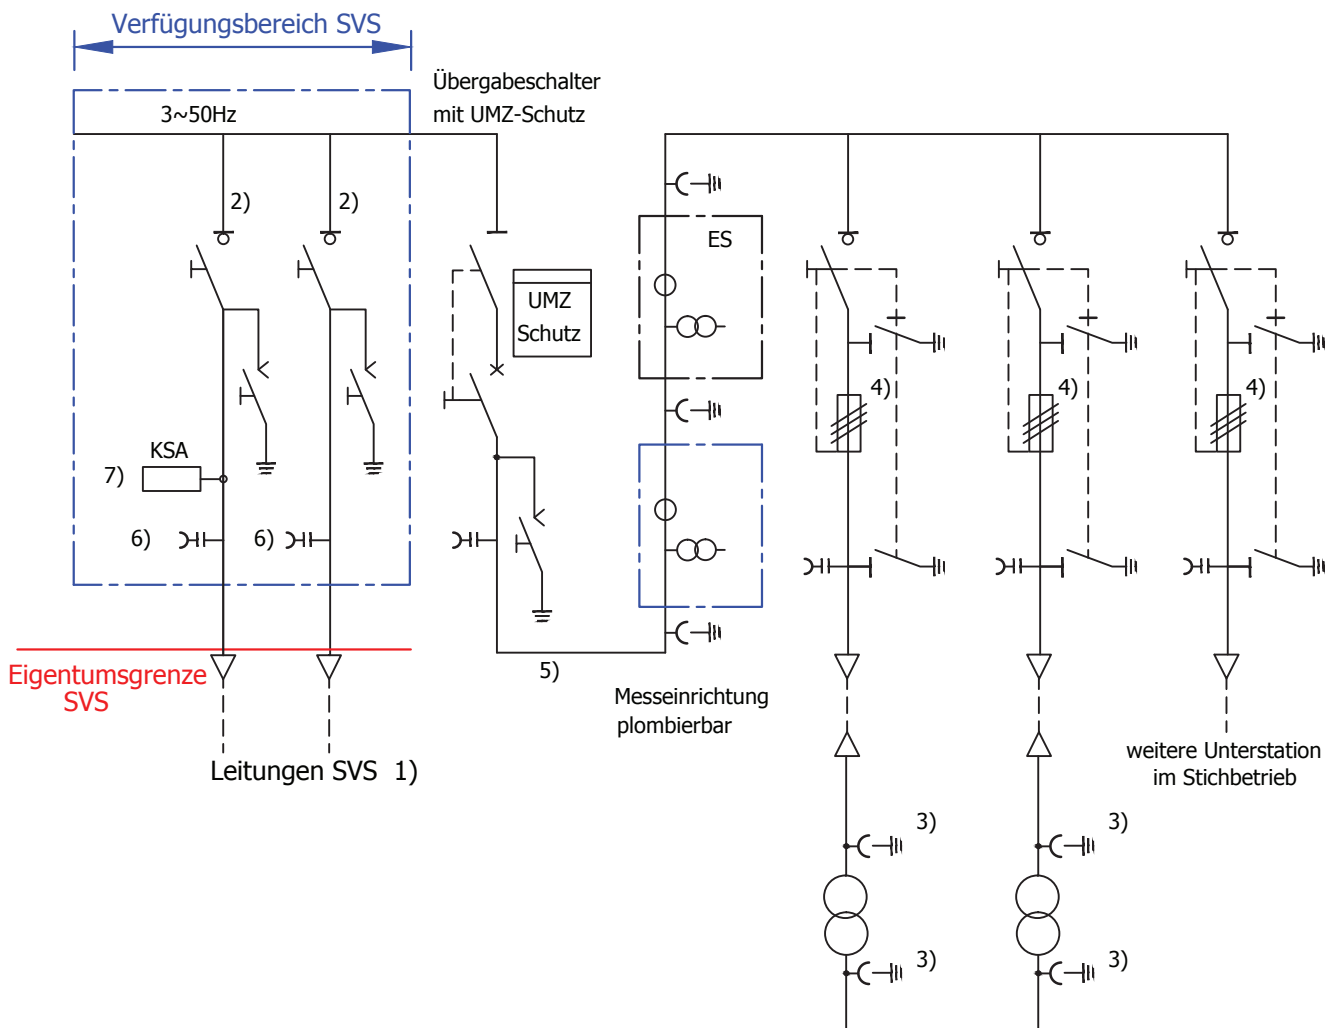 Verfügungsbereich SVS
Übergabeschalter
mit UMZ-Schutz
3~50Hz
2)
2)
ES
UMZ
Schutz
4)
4)
4)
KSA
7)
6)
6)
5)
Eigentumsgrenze
SVS
Messeinrichtung
plombierbar
Leitungen SVS 1)
weitere Unterstation
im Stichbetrieb
3)
3)
3)
3)